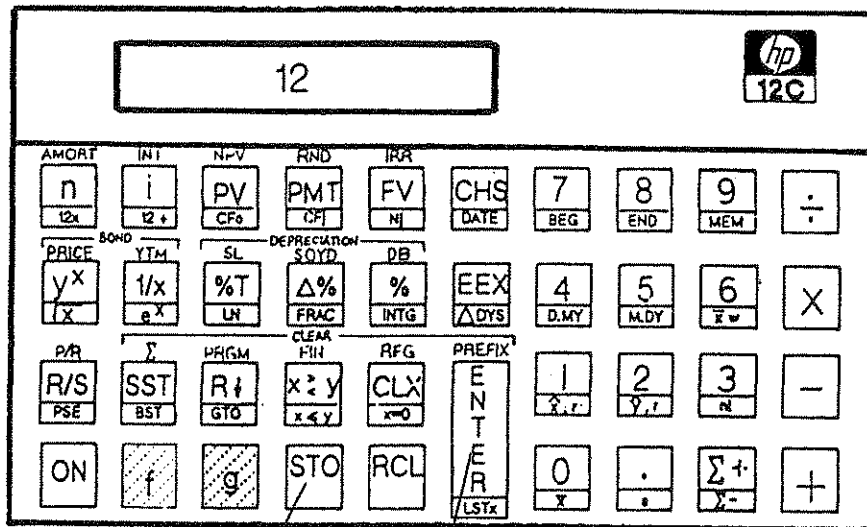 12
hp
12C
AMORT INT NPV RND IRR
n i PV PMT FV CHS 7 8 9 ÷
12x 12÷ CFo CFj Nj DATE BEG END MEM
BOND DEPRECIATION
PRICE YTM SL SOYD DB
yˣ 1/x %T Δ% % EEX 4 5 6 X
√x eˣ LN FRAC INTG ΔDYS D.MY M.DY x̄w
CLEAR
P/R Σ PRGM FIN REG PREFIX
R/S SST R↓ x≷y CLX ENTER 1 2 3 −
PSE BST GTO x≤y x=0 x̂,r ŷ,r
ON f g STO RCL 0 . Σ+ +
LSTx x̄ s Σ-